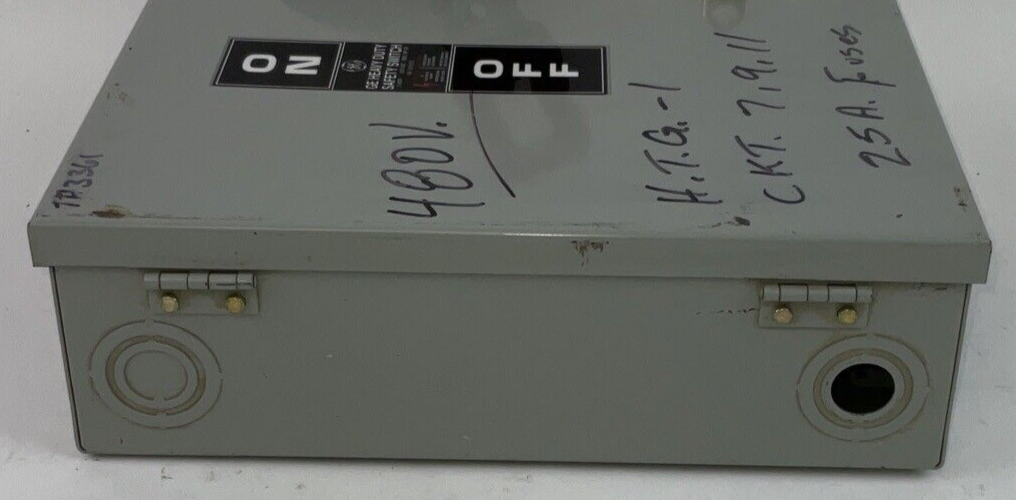 ON
GE HEAVY DUTY
SAFETY SWITCH
OFF
480V.
H.T.G.-1
CKT. 7.9.11
25A. Fuses